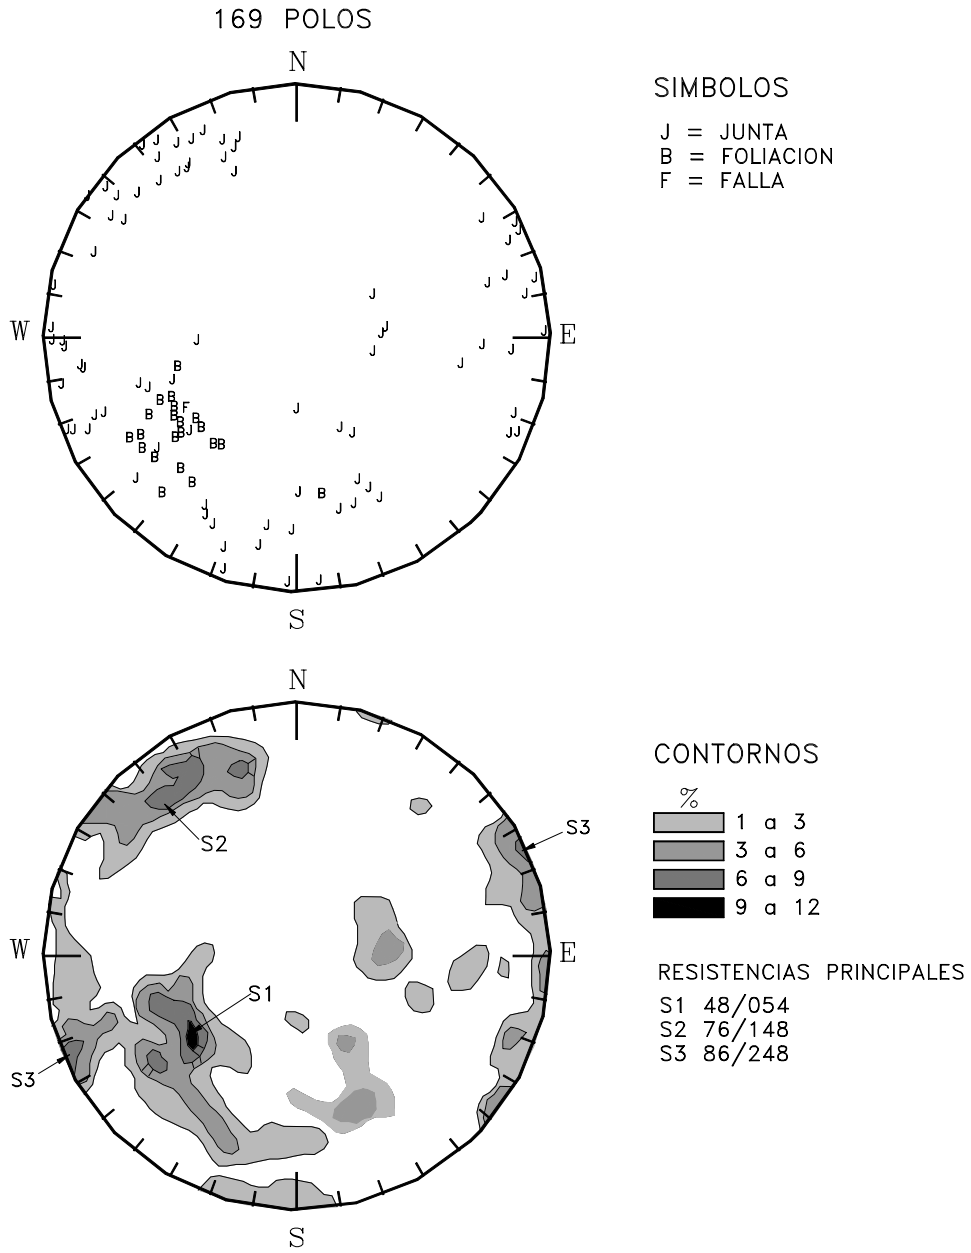 169 POLOS
N
SIMBOLOS
J = JUNTA
B = FOLIACION
F = FALLA
W
E
S
N
CONTORNOS
%
1 a 3
3 a 6
6 a 9
9 a 12
S3
S2
W
E
S1
S3
RESISTENCIAS PRINCIPALES
S1 48/054
S2 76/148
S3 86/248
S